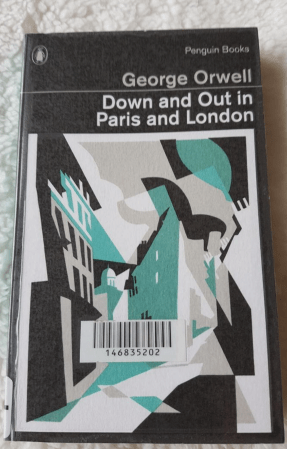 Penguin Books
George Orwell
Down and Out in
Paris and London
146835202